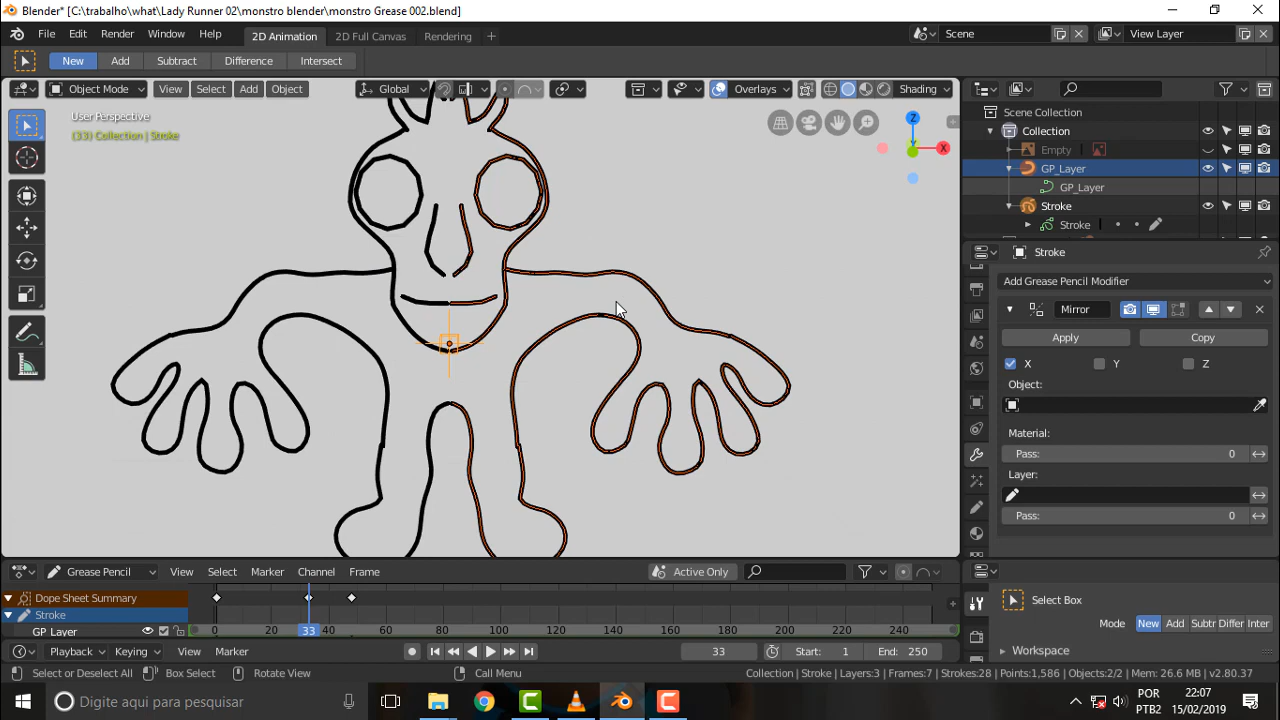 Blender* [C:\trabalho\what\Lady Runner 02\monstro blender\monstro Grease 002.blend]
File Edit Render Window Help 2D Animation 2D Full Canvas Rendering + Scene View Layer
New Add Subtract Difference Intersect
Object Mode View Select Add Object Global Overlays Shading
User Perspective
(33) Collection | Stroke
Z
X
Scene Collection
Collection
Empty
GP_Layer
GP_Layer
Stroke
Stroke
Stroke
Add Grease Pencil Modifier
Mirror
Apply Copy
X Y Z
Object:
Material:
Pass: 0
Layer:
Pass: 0
Grease Pencil View Select Marker Channel Frame Active Only
Dope Sheet Summary
Stroke
GP_Layer
0 20 33 40 60 80 100 120 140 160 180 200 220 240
Select Box
Mode New Add Subtr Differ Inter
Workspace
Playback Keying View Marker 33 Start: 1 End: 250
Select or Deselect All Box Select Rotate View Call Menu Collection | Stroke | Layers:3 | Frames:7 | Strokes:28 | Points:1,586 | Objects:2/2 | Mem: 26.6 MB | v2.80.37
Digite aqui para pesquisar
POR
PTB2
22:07
15/02/2019